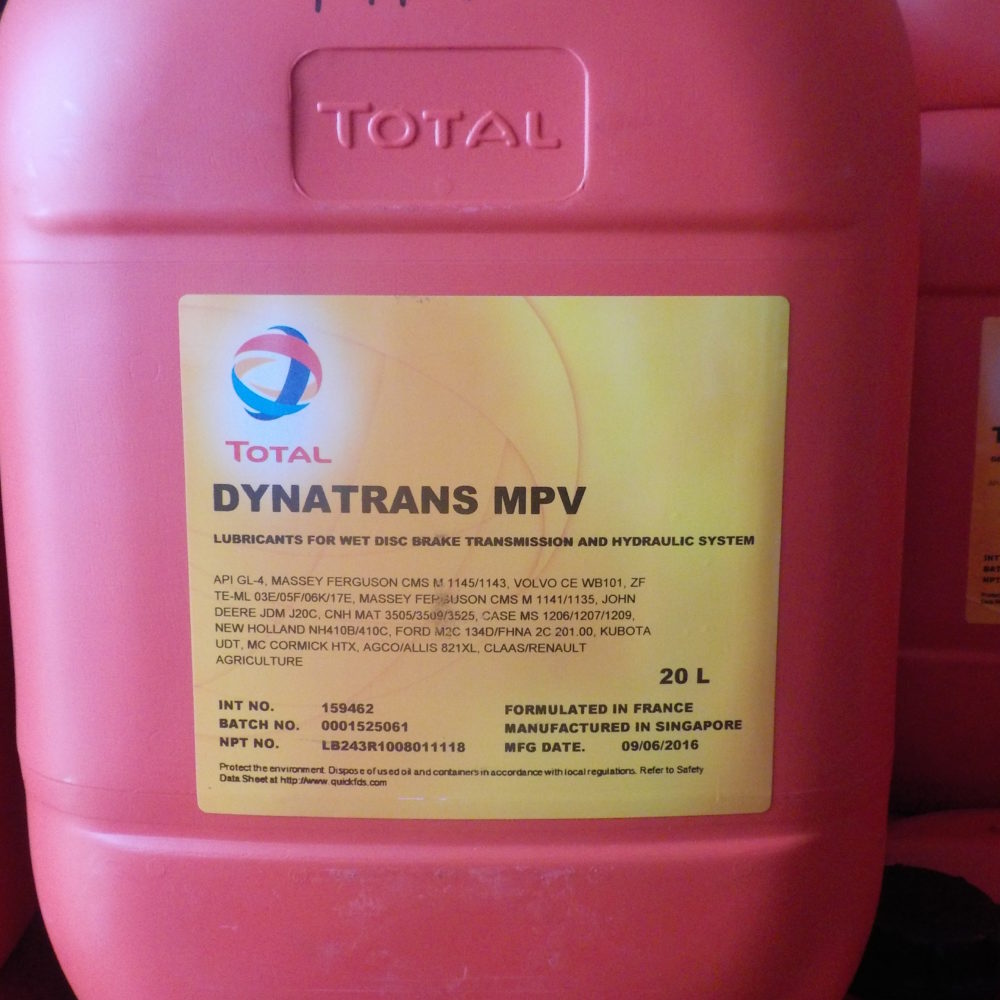 TOTAL
TOTAL
DYNATRANS MPV
LUBRICANTS FOR WET DISC BRAKE TRANSMISSION AND HYDRAULIC SYSTEM
API GL-4, MASSEY FERGUSON CMS M 1145/1143, VOLVO CE WB101, ZF
TE-ML 03E/05F/06K/17E, MASSEY FERGUSON CMS M 1141/1135, JOHN
DEERE JDM J20C, CNH MAT 3505/3509/3525, CASE MS 1206/1207/1209,
NEW HOLLAND NH410B/410C, FORD M2C 134D/FHNA 2C 201.00, KUBOTA
UDT, MC CORMICK HTX, AGCO/ALLIS 821XL, CLAAS/RENAULT
AGRICULTURE
20 L
INT NO. 159462 FORMULATED IN FRANCE
BATCH NO. 0001525061 MANUFACTURED IN SINGAPORE
NPT NO. LB243R1008011118 MFG DATE. 09/06/2016
Protect the environment. Dispose of used oil and containers in accordance with local regulations. Refer to Safety
Data Sheet at http://www.quickfds.com